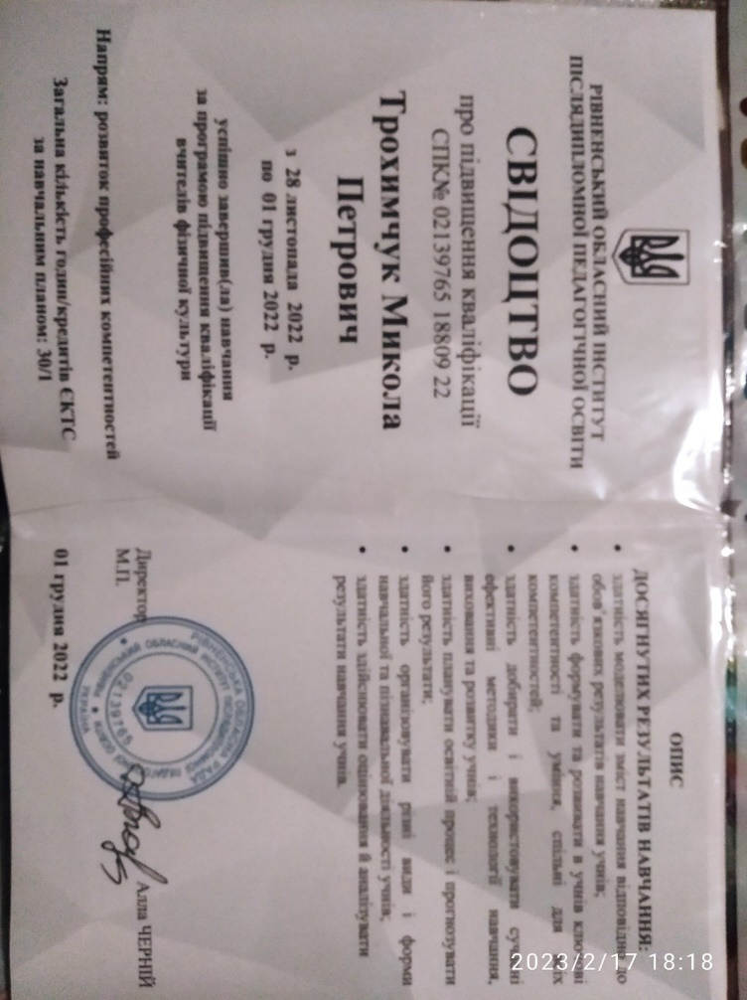 РІВНЕНСЬКИЙ ОБЛАСНИЙ ІНСТИТУТ
ПІСЛЯДИПЛОМНОЇ ПЕДАГОГІЧНОЇ ОСВІТИ
СВІДОЦТВО
про підвищення кваліфікації
СПК№ 02139765 18809 22
Трохимчук Микола
Петрович
з 28 листопада 2022 р.
по 01 грудня 2022 р.
успішно завершив(ла) навчання
за програмою підвищення кваліфікації
вчителів фізичної культури
Напрям: розвиток професійних компетентностей
Загальна кількість годин/кредитів ЄКТС
за навчальним планом: 30/1
ОПИС
ДОСЯГНУТИХ РЕЗУЛЬТАТІВ НАВЧАННЯ:
• здатність моделювати зміст навчання відповідно до
обов'язкових результатів навчання учнів;
• здатність формувати та розвивати в учнів ключові
компетентності та уміння, спільні для всіх
компетентностей;
• здатність добирати і використовувати сучасні
ефективні методики і технології навчання,
виховання та розвитку учнів;
• здатність планувати освітній процес і прогнозувати
його результати;
• здатність організовувати різні види і форми
навчальної та пізнавальної діяльності учнів;
• здатність здійснювати оцінювання й аналізувати
результати навчання учнів.
Директор
М.П.
Алла ЧЕРНІЙ
01 грудня 2022 р.
РІВНЕНСЬКА ОБЛАСНА РАДА
УКРАЇНА
РІВНЕНСЬКИЙ ОБЛАСНИЙ ІНСТИТУТ ПІСЛЯДИПЛОМНОЇ ПЕДАГОГІЧНОЇ ОСВІТИ
02139765
2023/2/17 18:18